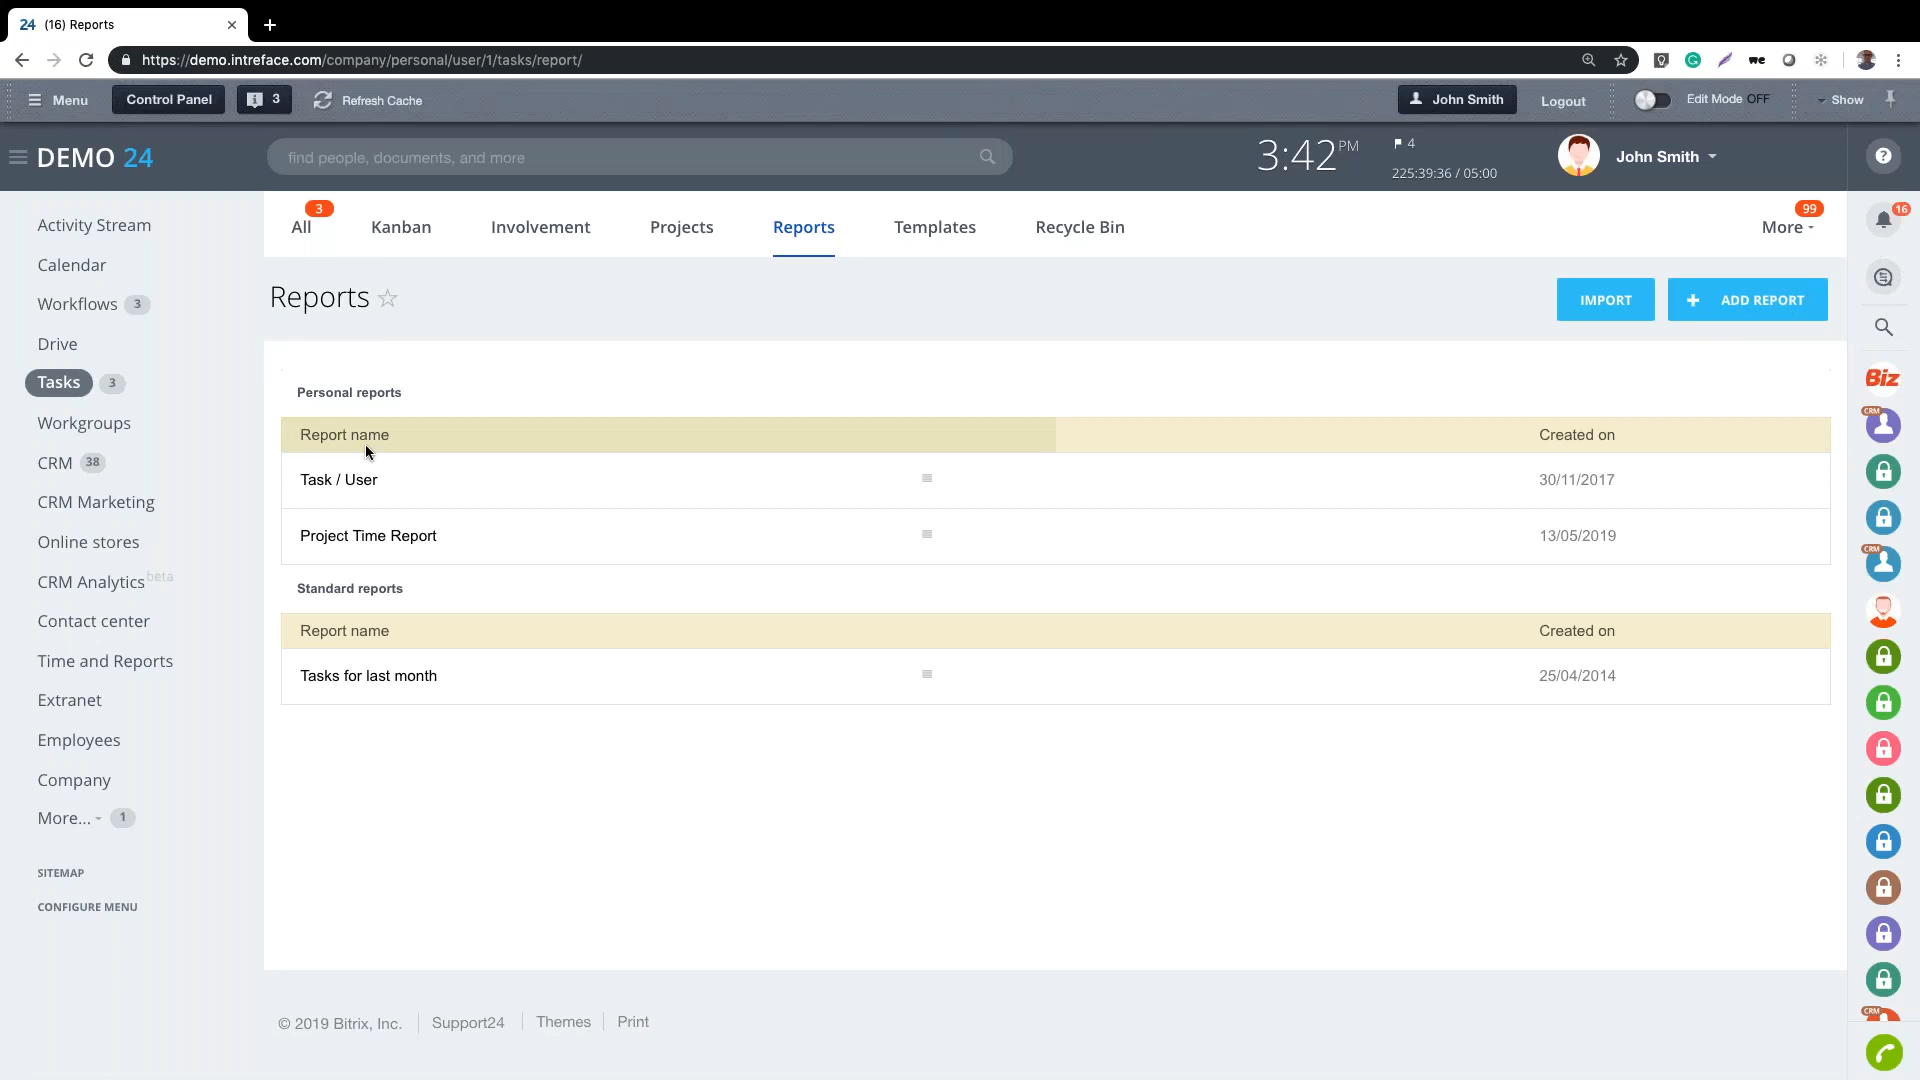 24 (16) Reports
https://demo.intreface.com/company/personal/user/1/tasks/report/
Menu Control Panel 3 Refresh Cache John Smith Logout Edit Mode OFF Show
DEMO 24 find people, documents, and more 3:42 PM 4 225:39:36 / 05:00 John Smith
Activity Stream
Calendar
Workflows 3
Drive
Tasks 3
Workgroups
CRM 38
CRM Marketing
Online stores
CRM Analytics beta
Contact center
Time and Reports
Extranet
Employees
Company
More... 1
SITEMAP
CONFIGURE MENU
All 3 Kanban Involvement Projects Reports Templates Recycle Bin More 99
Reports IMPORT + ADD REPORT
Personal reports
Report name Created on
Task / User 30/11/2017
Project Time Report 13/05/2019
Standard reports
Report name Created on
Tasks for last month 25/04/2014
© 2019 Bitrix, Inc. Support24 Themes Print
16
Biz
CRM
CRM
CRM